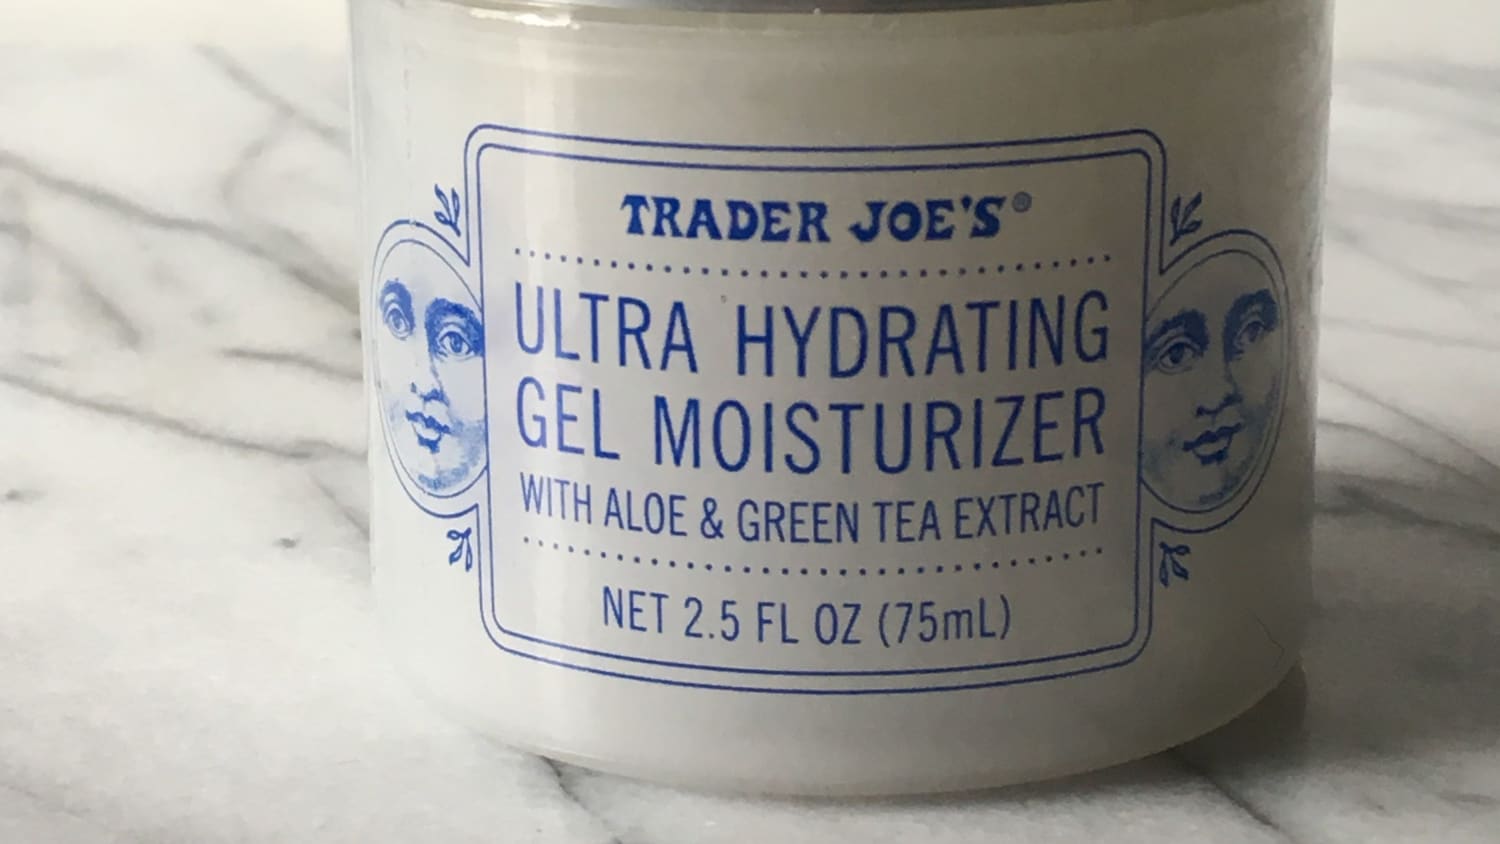 TRADER JOE'S®
ULTRA HYDRATING
GEL MOISTURIZER
WITH ALOE & GREEN TEA EXTRACT
NET 2.5 FL OZ (75mL)